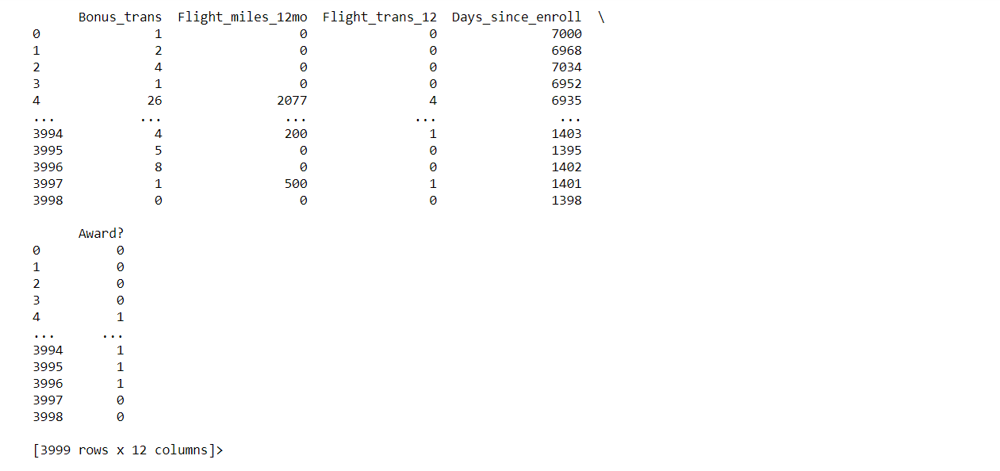 Bonus_trans  Flight_miles_12mo  Flight_trans_12  Days_since_enroll  \
0               1                  0                0               7000
1               2                  0                0               6968
2               4                  0                0               7034
3               1                  0                0               6952
4              26               2077                4               6935
...           ...                ...              ...                ...
3994            4                200                1               1403
3995            5                  0                0               1395
3996            8                  0                0               1402
3997            1                500                1               1401
3998            0                  0                0               1398

      Award?
0          0
1          0
2          0
3          0
4          1
...      ...
3994       1
3995       1
3996       1
3997       0
3998       0

[3999 rows x 12 columns]>